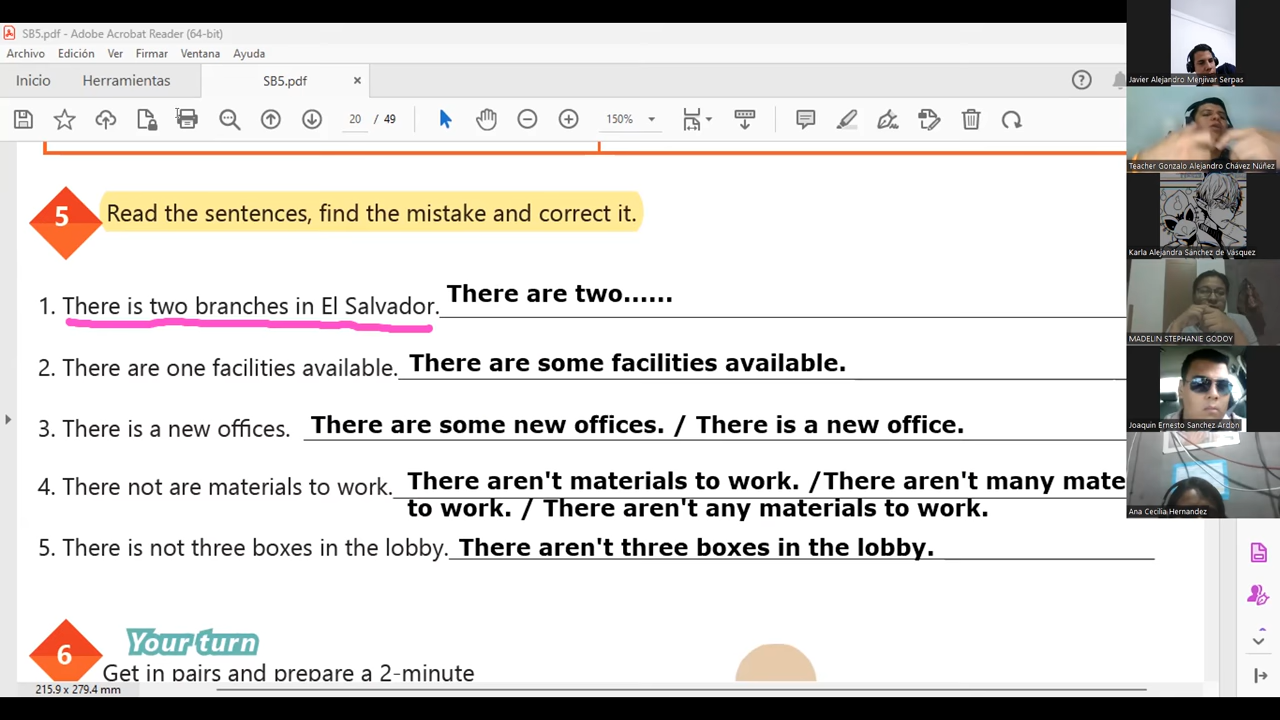 SB5.pdf - Adobe Acrobat Reader (64-bit)
Archivo Edición Ver Firmar Ventana Ayuda
Inicio Herramientas SB5.pdf ×
20 / 49 150%
5 Read the sentences, find the mistake and correct it.
1. There is two branches in El Salvador. There are two......
2. There are one facilities available. There are some facilities available.
3. There is a new offices. There are some new offices. / There is a new office.
4. There not are materials to work. There aren't materials to work. /There aren't many mate
to work. / There aren't any materials to work.
5. There is not three boxes in the lobby. There aren't three boxes in the lobby.
6 Your turn
Get in pairs and prepare a 2-minute
215.9 x 279.4 mm
Javier Alejandro Menjivar Serpas
Teacher Gonzalo Alejandro Chávez Núñez
Karla Alejandra Sánchez de Vásquez
MADELIN STEPHANIE GODOY
Joaquin Ernesto Sanchez Ardon
Ana Cecilia Hernandez